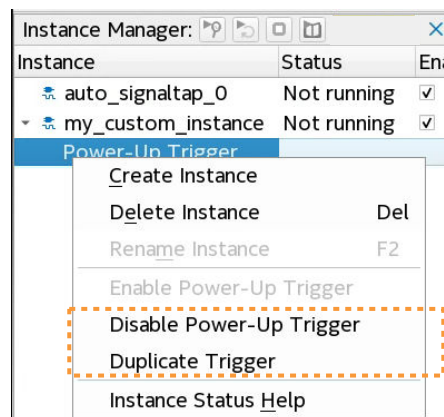 Instance Manager:
Instance Status Ena
auto_signaltap_0 Not running
my_custom_instance Not running
Power-Up Trigger
Create Instance
Delete Instance Del
Rename Instance F2
Enable Power-Up Trigger
Disable Power-Up Trigger
Duplicate Trigger
Instance Status Help